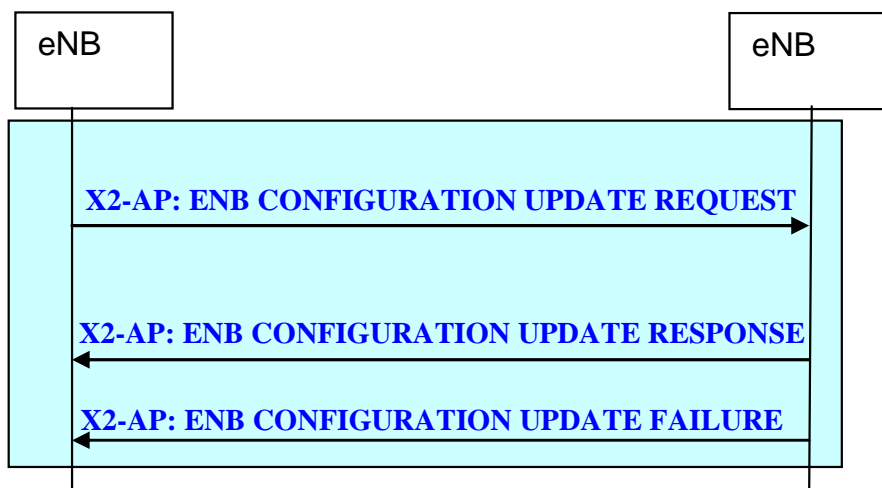 eNB
eNB
X2-AP: ENB CONFIGURATION UPDATE REQUEST
X2-AP: ENB CONFIGURATION UPDATE RESPONSE
X2-AP: ENB CONFIGURATION UPDATE FAILURE